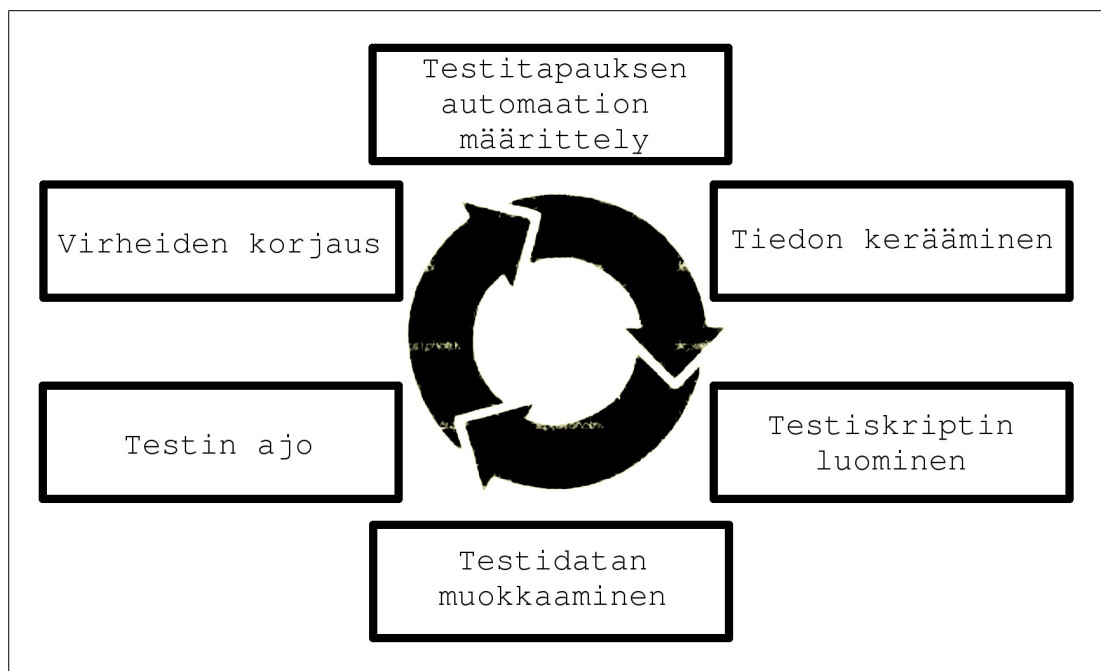 Testitapauksen
automaation
määrittely
Tiedon kerääminen
Testiskriptin
luominen
Testidatan
muokkaaminen
Testin ajo
Virheiden korjaus